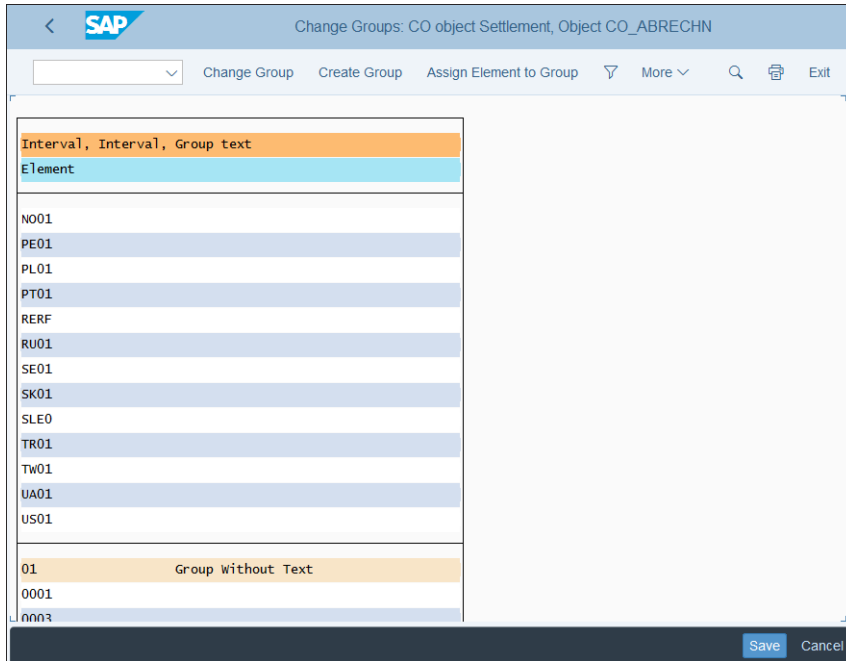 SAP Change Groups: CO object Settlement, Object CO_ABRECHN
Change Group Create Group Assign Element to Group More Exit
Interval, Interval, Group text
Element
NO01
PE01
PL01
PT01
RERF
RU01
SE01
SK01
SLE0
TR01
TW01
UA01
US01
01 Group Without Text
0001
0003
Save Cancel